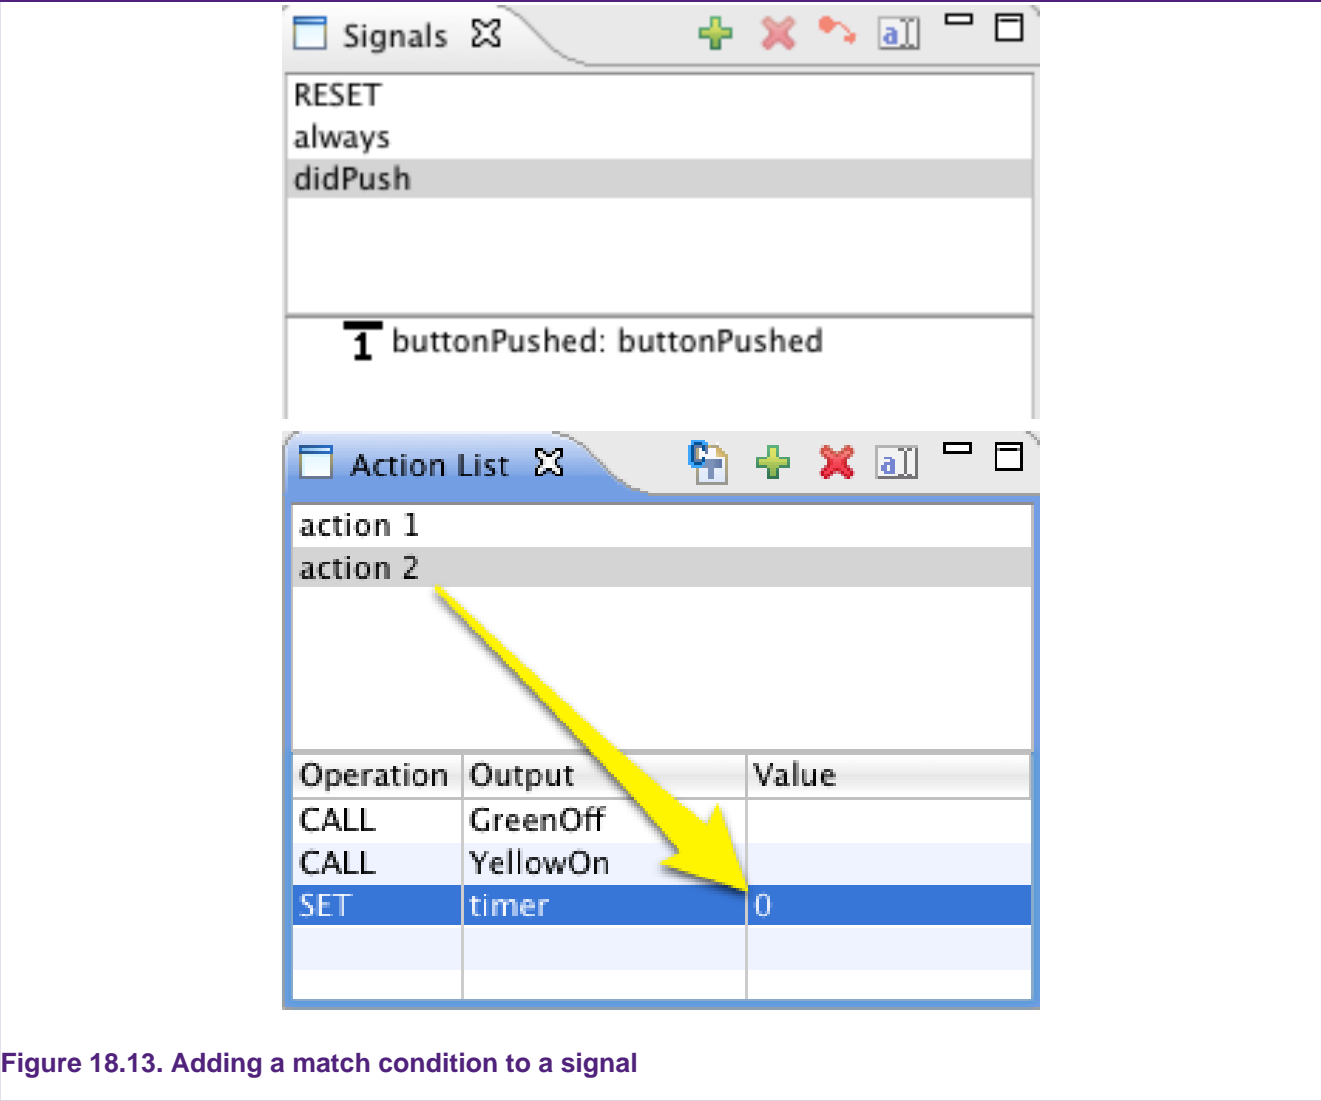 Signals
RESET
always
didPush
1 buttonPushed: buttonPushed
Action List
action 1
action 2
Operation Output Value
CALL GreenOff
CALL YellowOn
SET timer 0
Figure 18.13. Adding a match condition to a signal